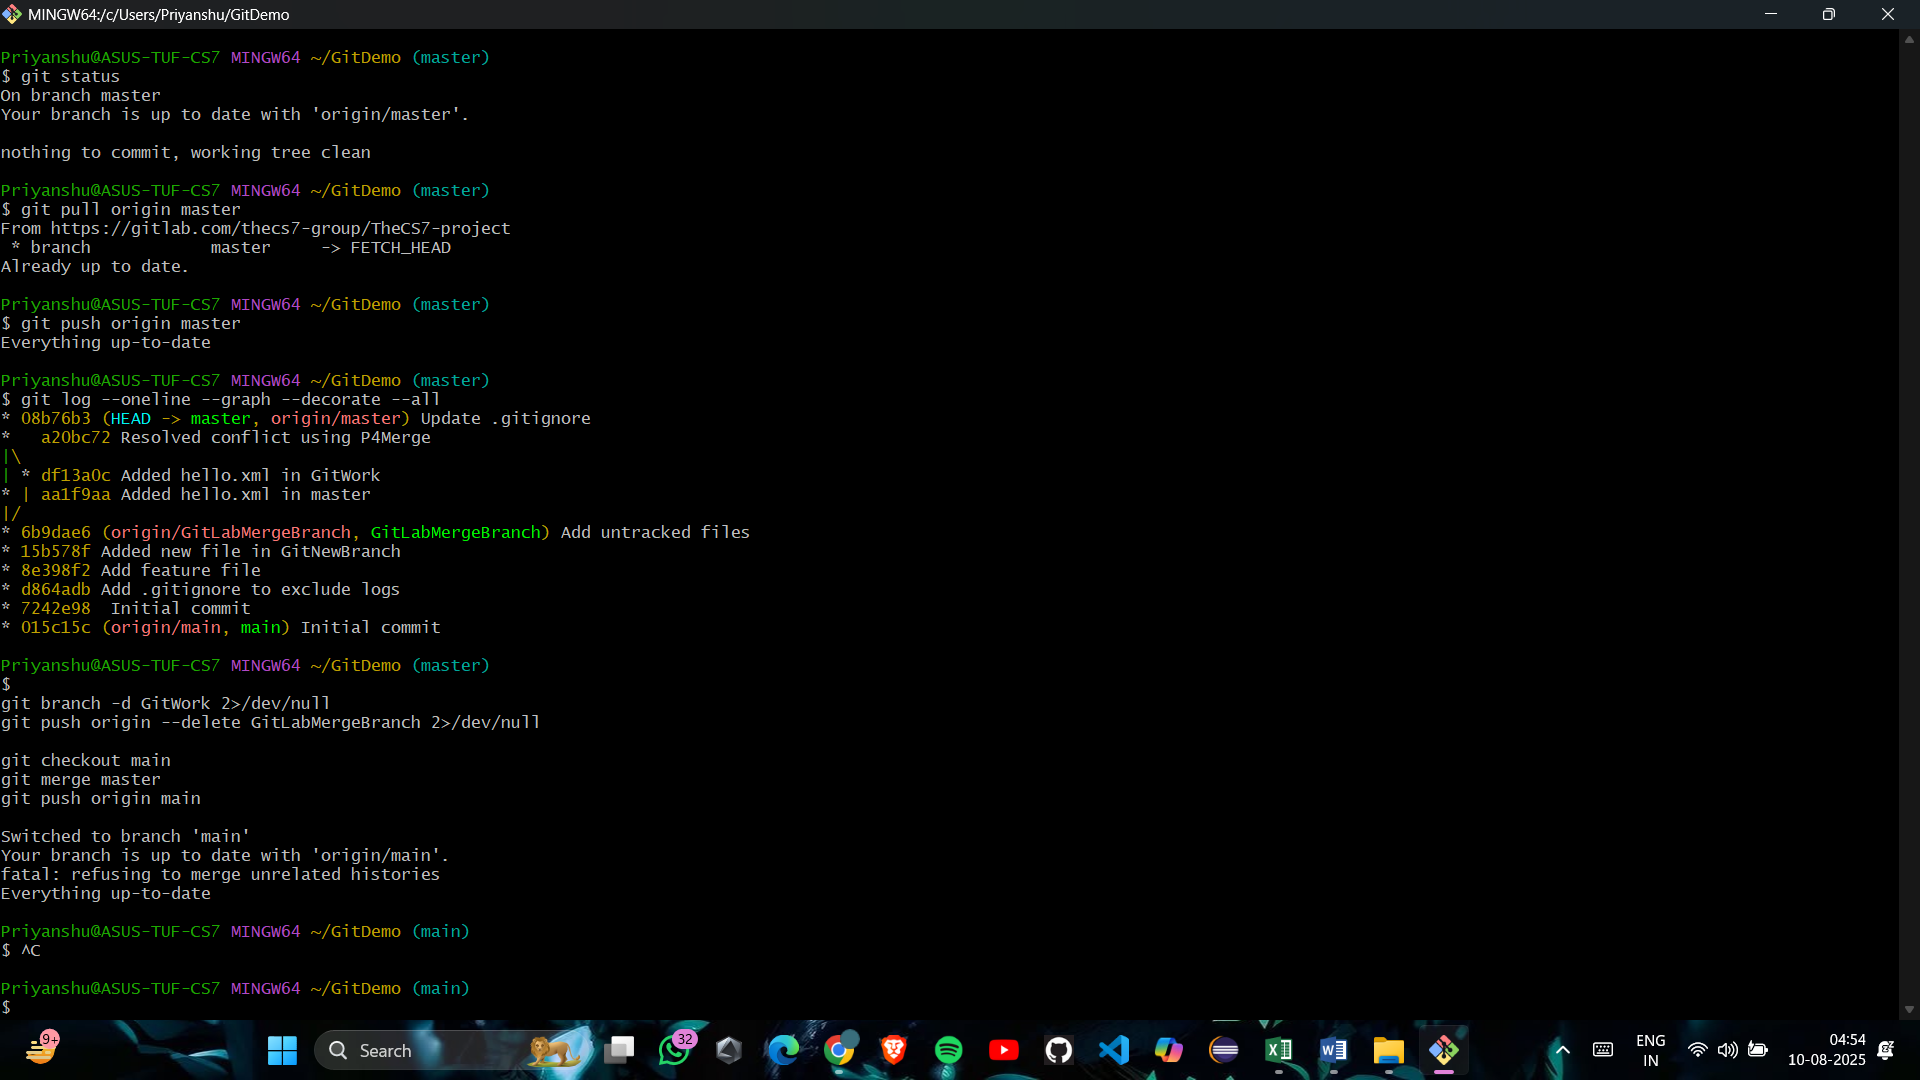 MINGW64:/c/Users/Priyanshu/GitDemo
Priyanshu@ASUS-TUF-CS7 MINGW64 ~/GitDemo (master)
$ git status
On branch master
Your branch is up to date with 'origin/master'.
nothing to commit, working tree clean
Priyanshu@ASUS-TUF-CS7 MINGW64 ~/GitDemo (master)
$ git pull origin master
From https://gitlab.com/thecs7-group/TheCS7-project
 * branch            master     -> FETCH_HEAD
Already up to date.
Priyanshu@ASUS-TUF-CS7 MINGW64 ~/GitDemo (master)
$ git push origin master
Everything up-to-date
Priyanshu@ASUS-TUF-CS7 MINGW64 ~/GitDemo (master)
$ git log --oneline --graph --decorate --all
* 08b76b3 (HEAD -> master, origin/master) Update .gitignore
*   a20bc72 Resolved conflict using P4Merge
|\
| * df13a0c Added hello.xml in GitWork
* | aa1f9aa Added hello.xml in master
|/
* 6b9dae6 (origin/GitLabMergeBranch, GitLabMergeBranch) Add untracked files
* 15b578f Added new file in GitNewBranch
* 8e398f2 Add feature file
* d864adb Add .gitignore to exclude logs
* 7242e98  Initial commit
* 015c15c (origin/main, main) Initial commit
Priyanshu@ASUS-TUF-CS7 MINGW64 ~/GitDemo (master)
$
git branch -d GitWork 2>/dev/null
git push origin --delete GitLabMergeBranch 2>/dev/null
git checkout main
git merge master
git push origin main
Switched to branch 'main'
Your branch is up to date with 'origin/main'.
fatal: refusing to merge unrelated histories
Everything up-to-date
Priyanshu@ASUS-TUF-CS7 MINGW64 ~/GitDemo (main)
$ ^C
Priyanshu@ASUS-TUF-CS7 MINGW64 ~/GitDemo (main)
$
9+
Search
32
ENG
IN
04:54
10-08-2025